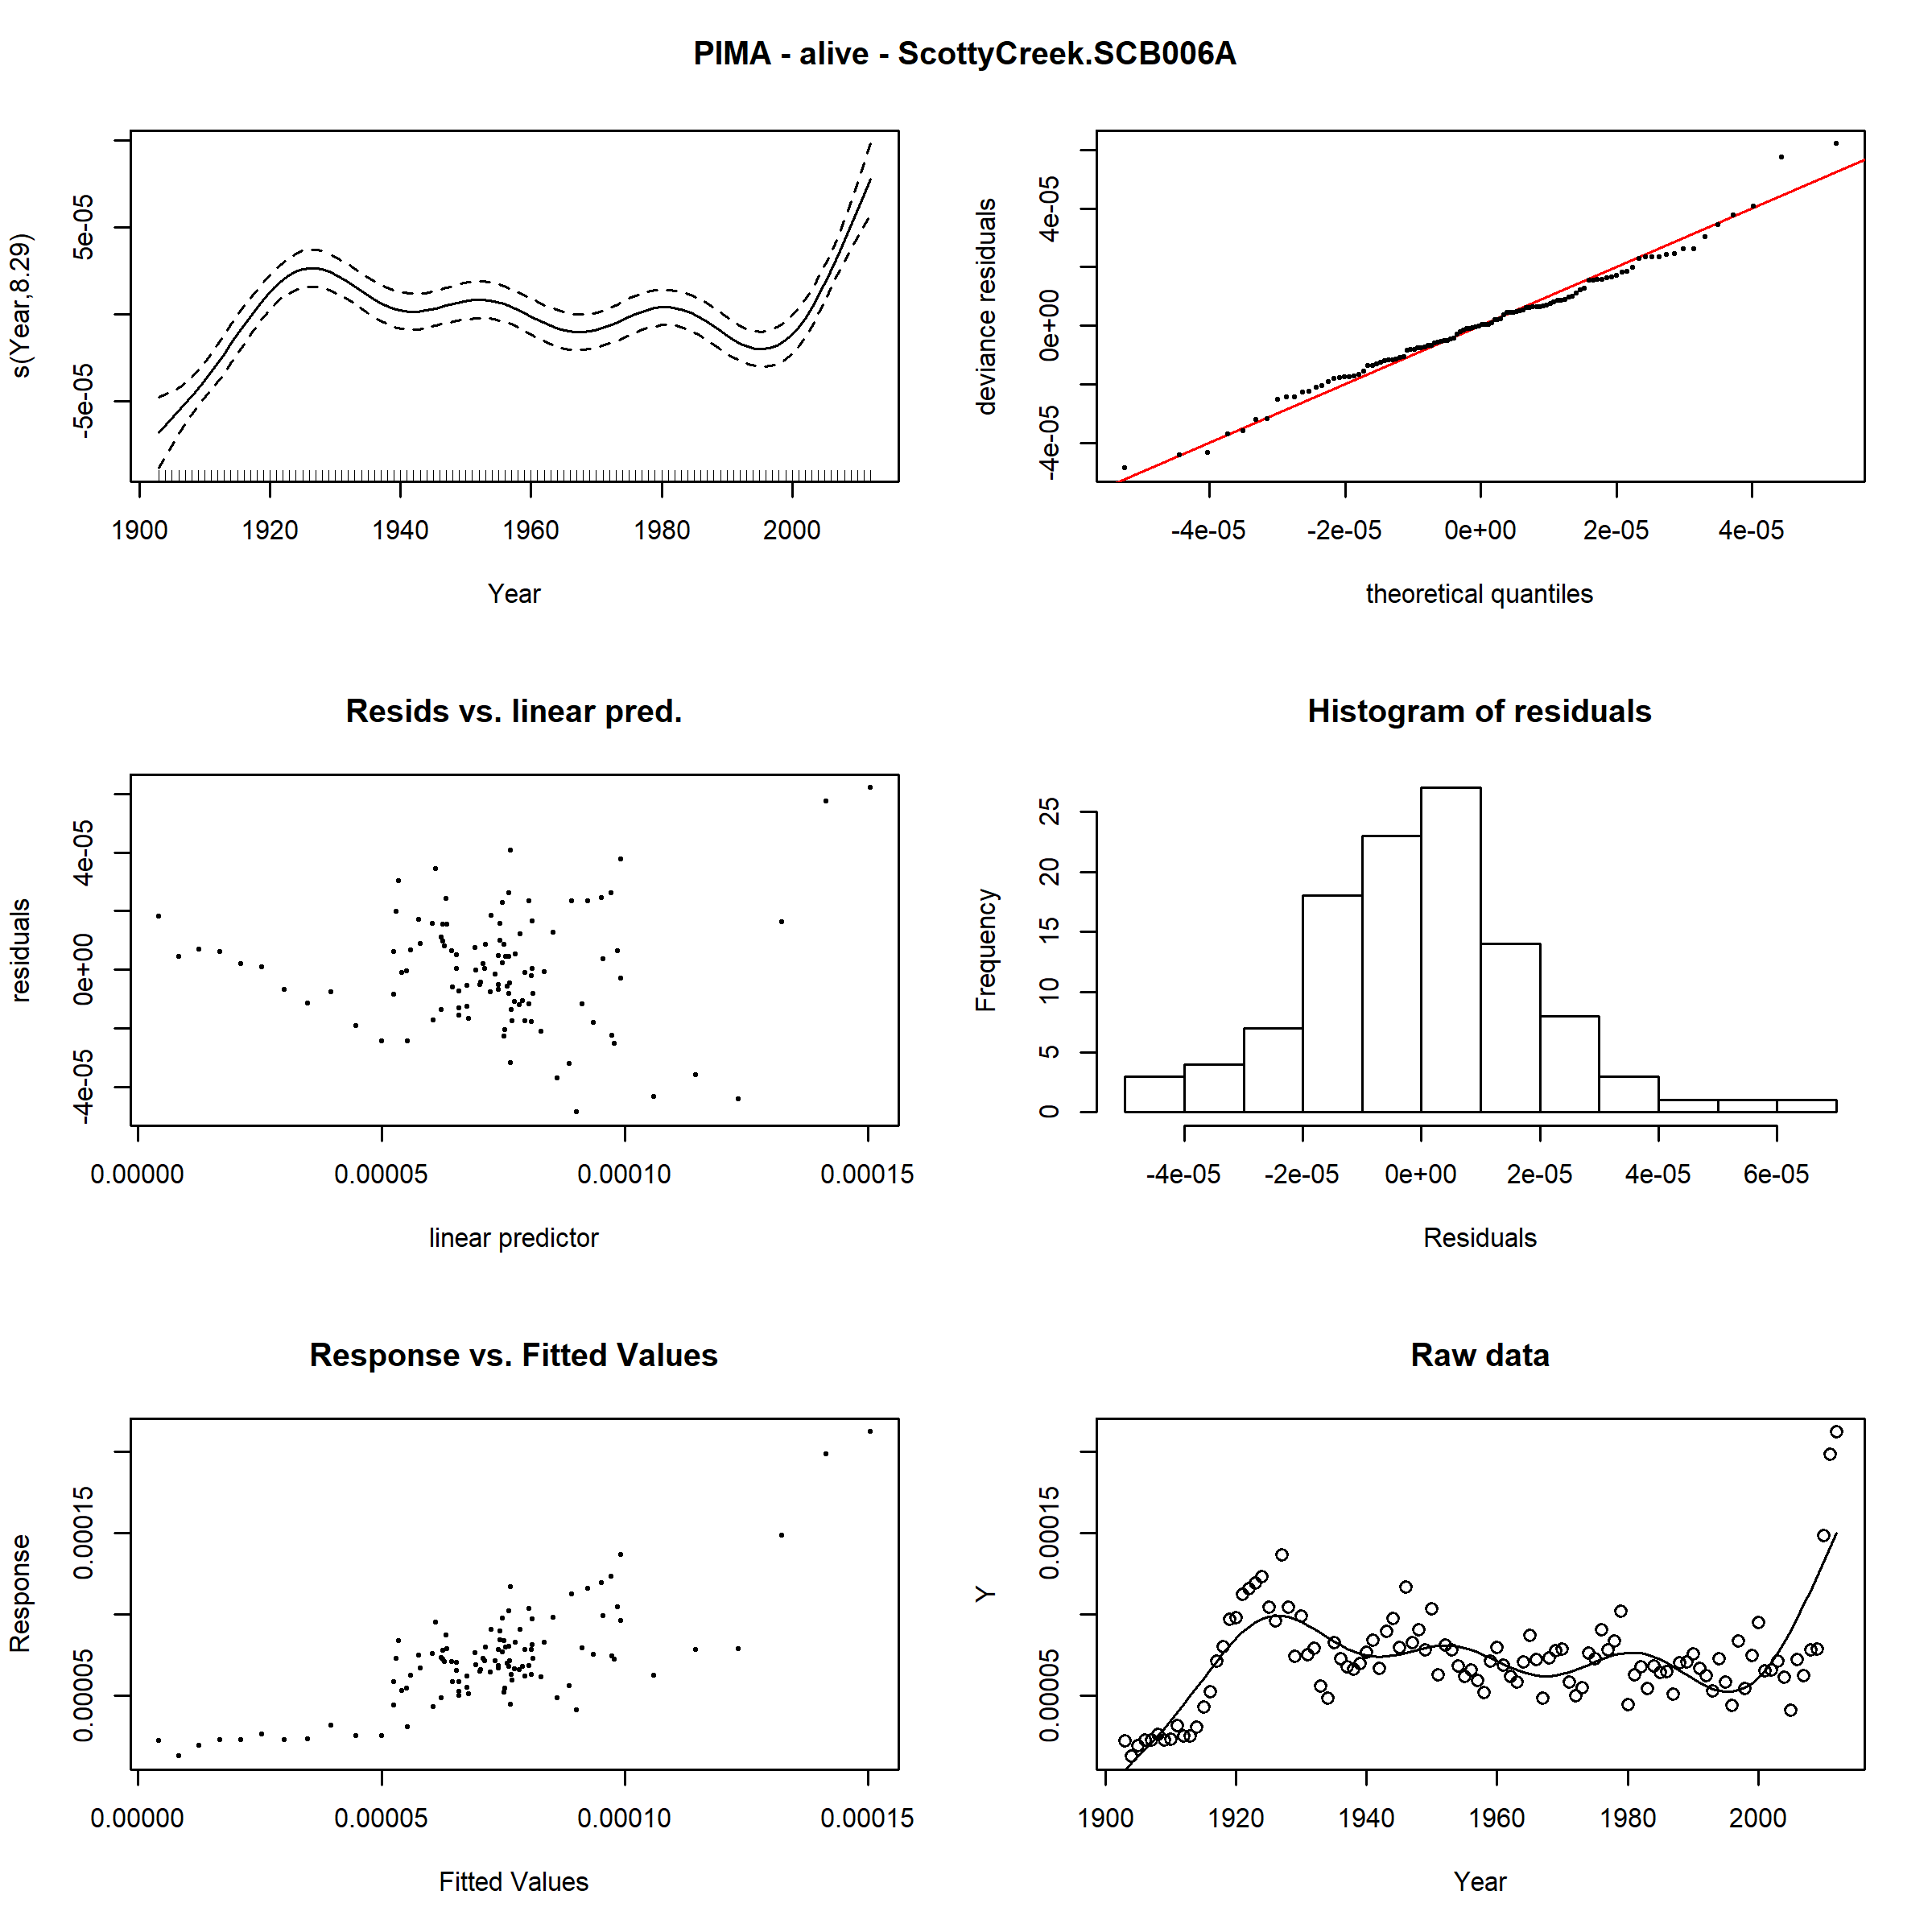 PIMA - alive - ScottyCreek.SCB006A
s(Year,8.29)
5e-05
-5e-05
1900 1920 1940 1960 1980 2000
Year
deviance residuals
4e-05
0e+00
-4e-05
-4e-05 -2e-05 0e+00 2e-05 4e-05
theoretical quantiles
Resids vs. linear pred.
residuals
4e-05
0e+00
-4e-05
0.00000 0.00005 0.00010 0.00015
linear predictor
Histogram of residuals
Frequency
25
20
15
10
5
0
-4e-05 -2e-05 0e+00 2e-05 4e-05 6e-05
Residuals
Response vs. Fitted Values
Response
0.00015
0.00005
0.00000 0.00005 0.00010 0.00015
Fitted Values
Raw data
Y
0.00015
0.00005
1900 1920 1940 1960 1980 2000
Year